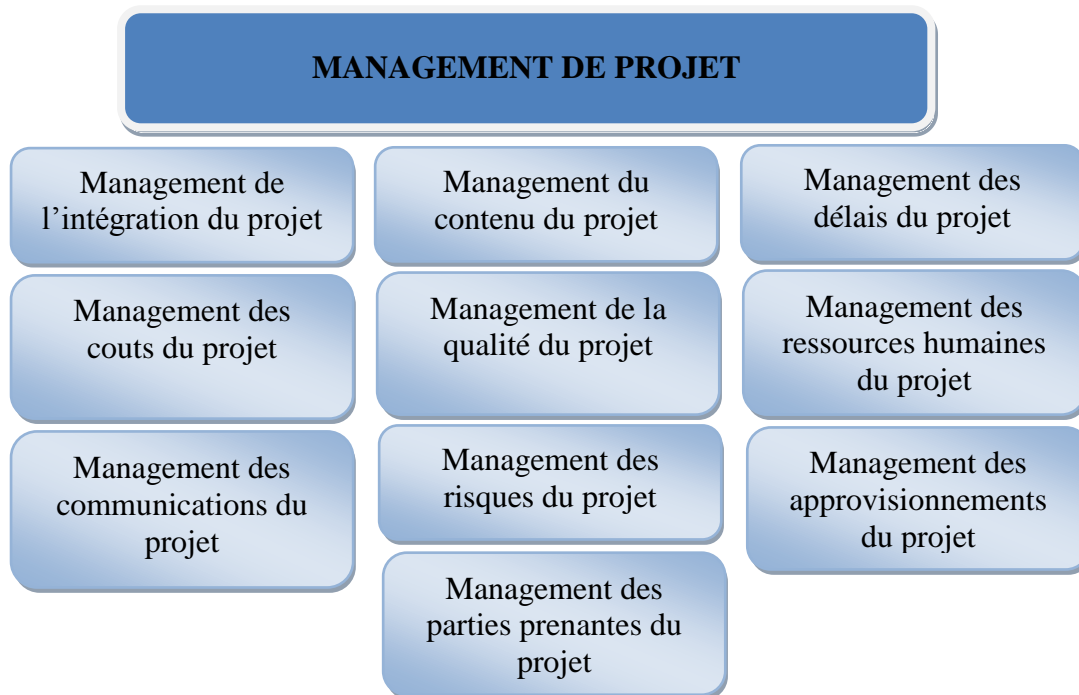 MANAGEMENT DE PROJET
Management de
l’intégration du projet
Management du
contenu du projet
Management des
délais du projet
Management des
couts du projet
Management de la
qualité du projet
Management des
ressources humaines
du projet
Management des
communications du
projet
Management des
risques du projet
Management des
approvisionnements
du projet
Management des
parties prenantes du
projet